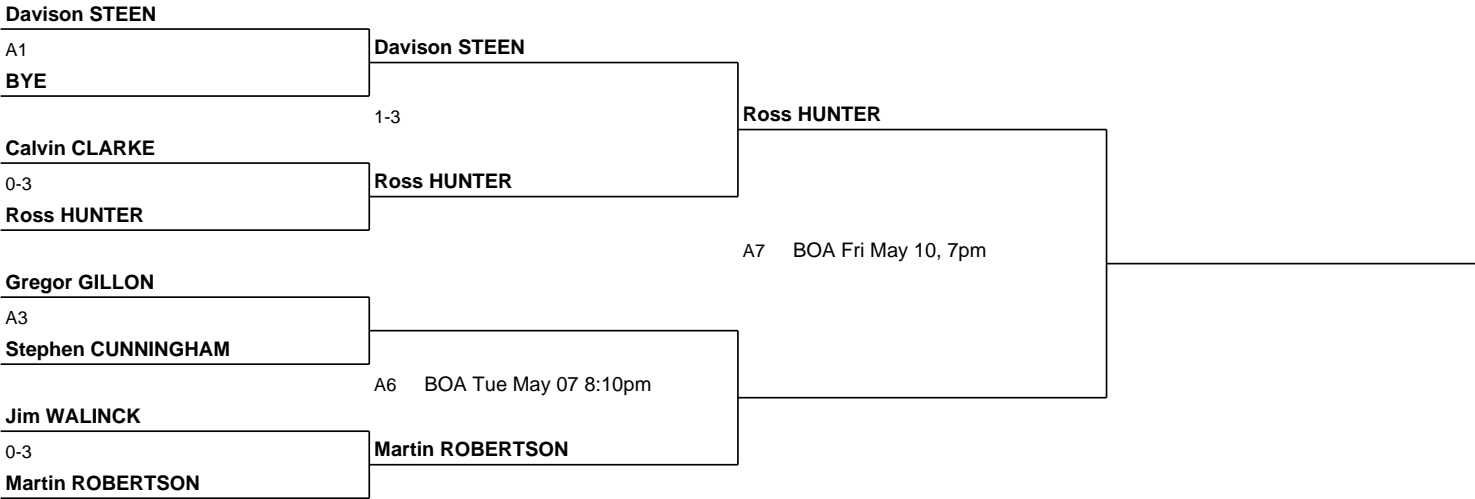 Davison STEEN
A1
BYE
Calvin CLARKE
0-3
Ross HUNTER
Gregor GILLON
A3
Stephen CUNNINGHAM
Jim WALINCK
0-3
Martin ROBERTSON
Davison STEEN
1-3
Ross HUNTER
A6 BOA Tue May 07 8:10pm
Martin ROBERTSON
Ross HUNTER
A7 BOA Fri May 10, 7pm